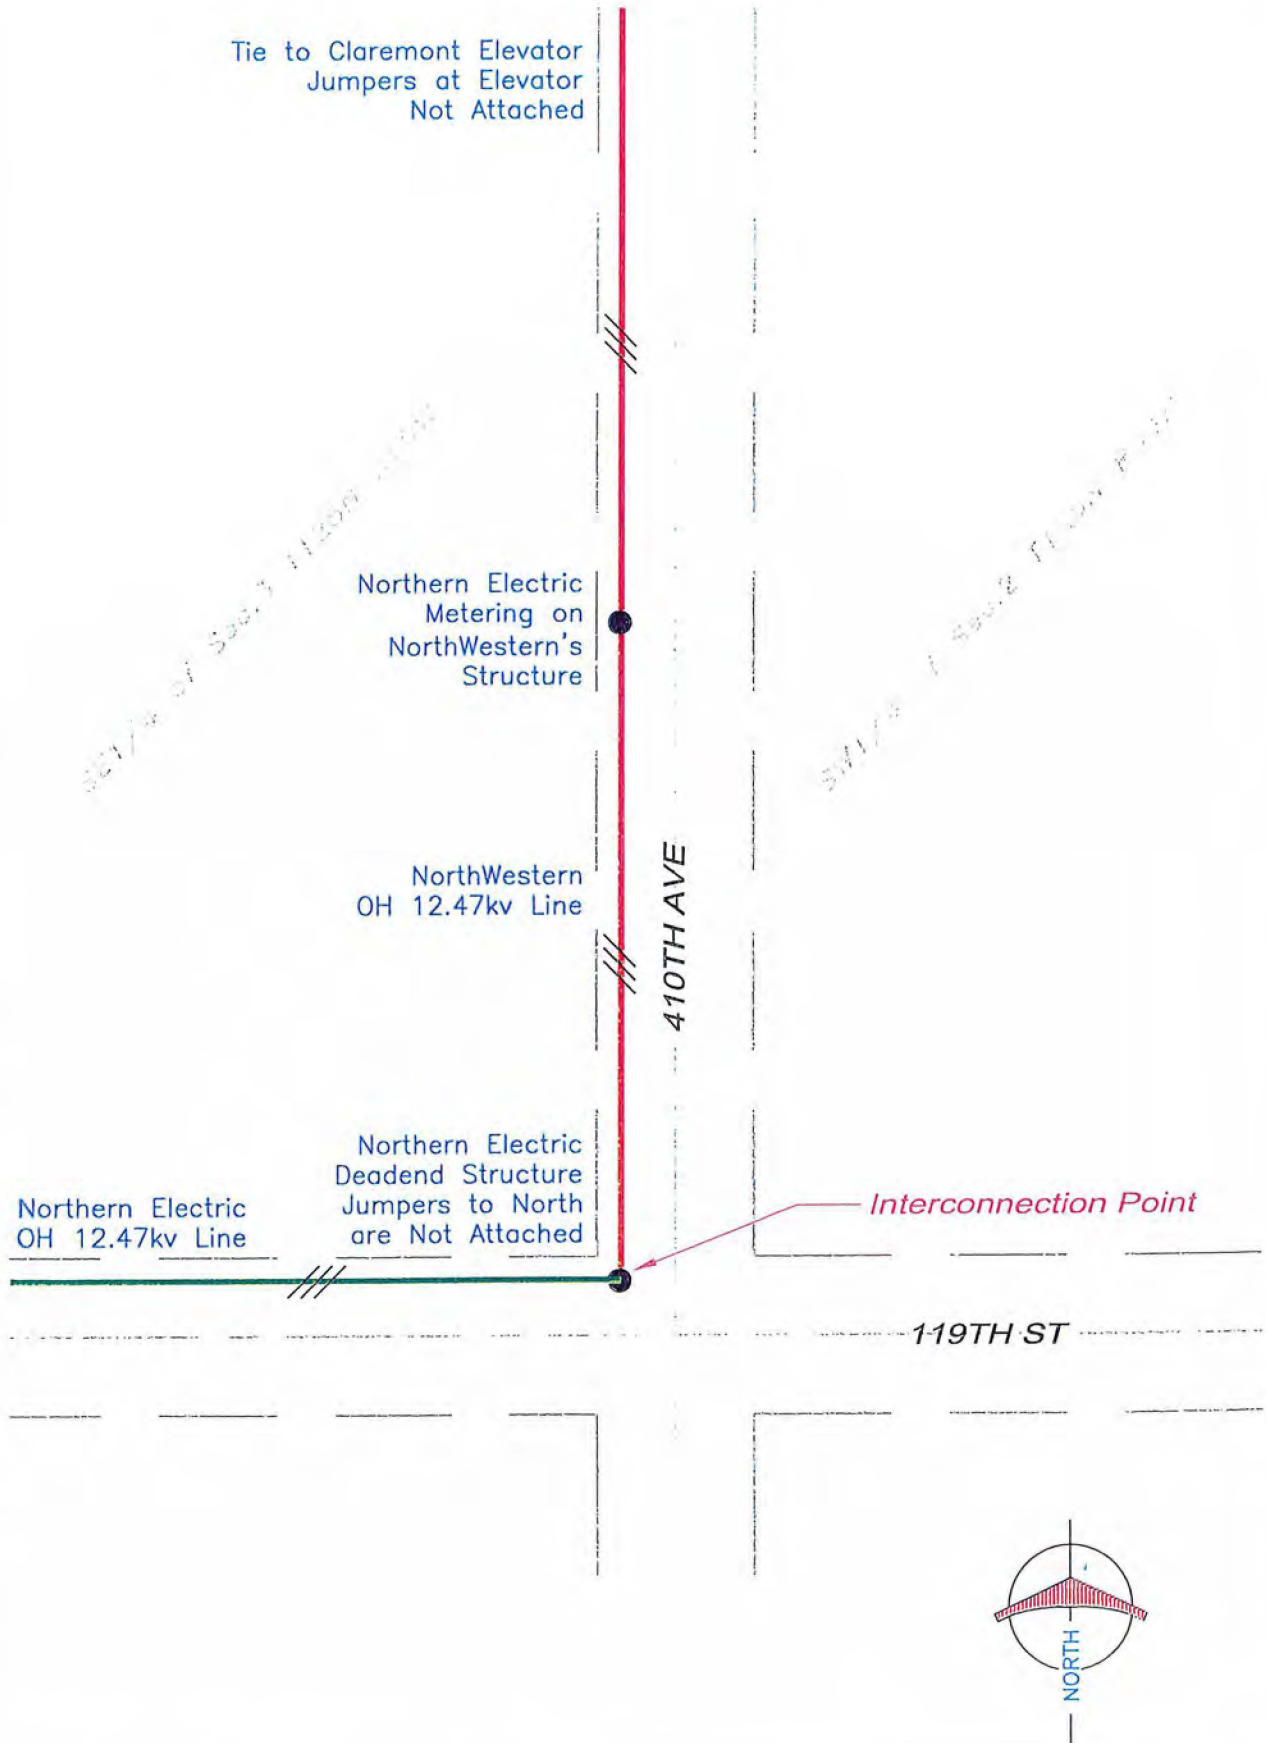 Tie to Claremont Elevator
Jumpers at Elevator
Not Attached
Northern Electric
Metering on
NorthWestern's
Structure
NorthWestern
OH 12.47kv Line
410TH AVE
Northern Electric
Deadend Structure
Jumpers to North
are Not Attached
Northern Electric
OH 12.47kv Line
Interconnection Point
119TH ST
NORTH